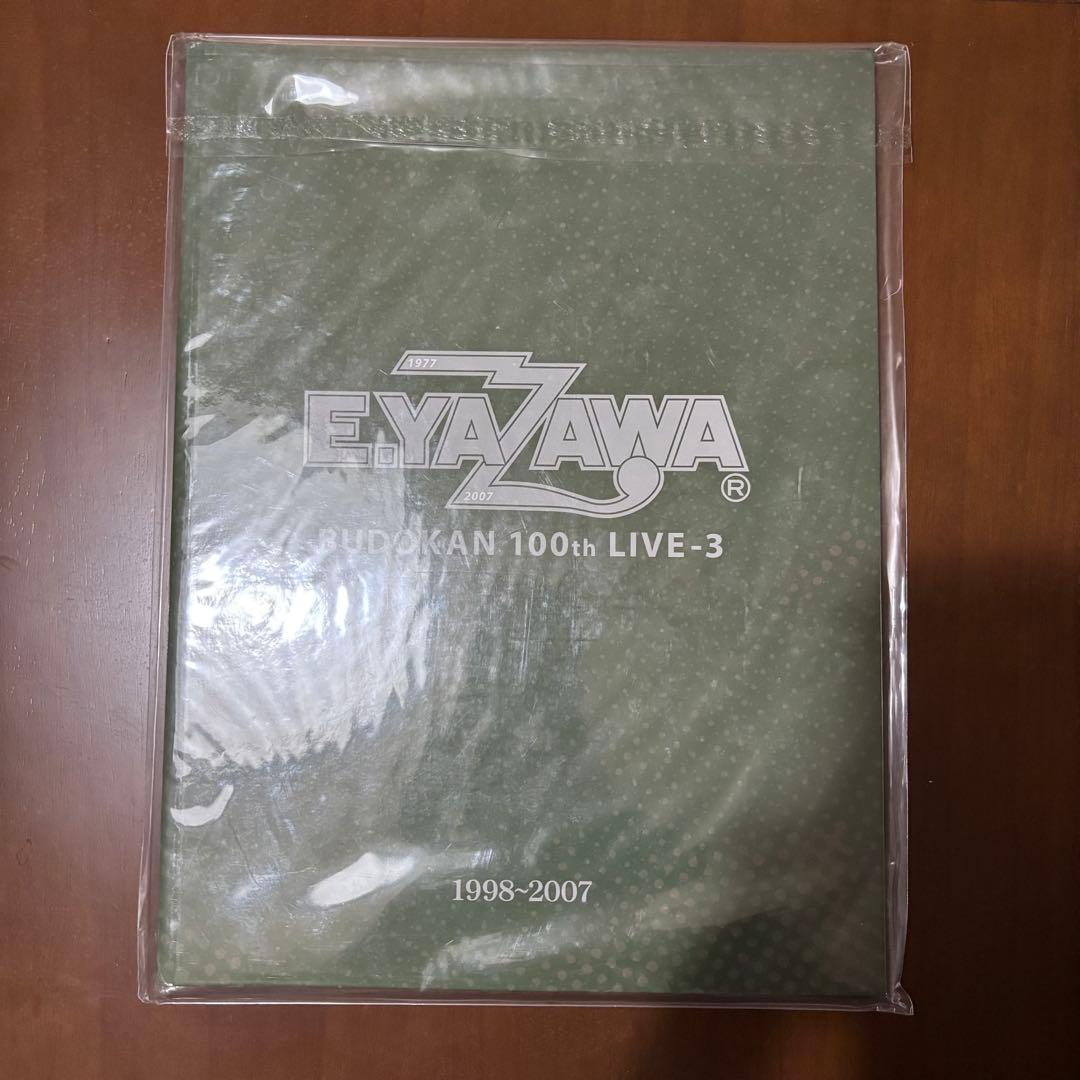 1977
E.YAZAWA
2007
®
BUDOKAN 100th LIVE-3
1998~2007